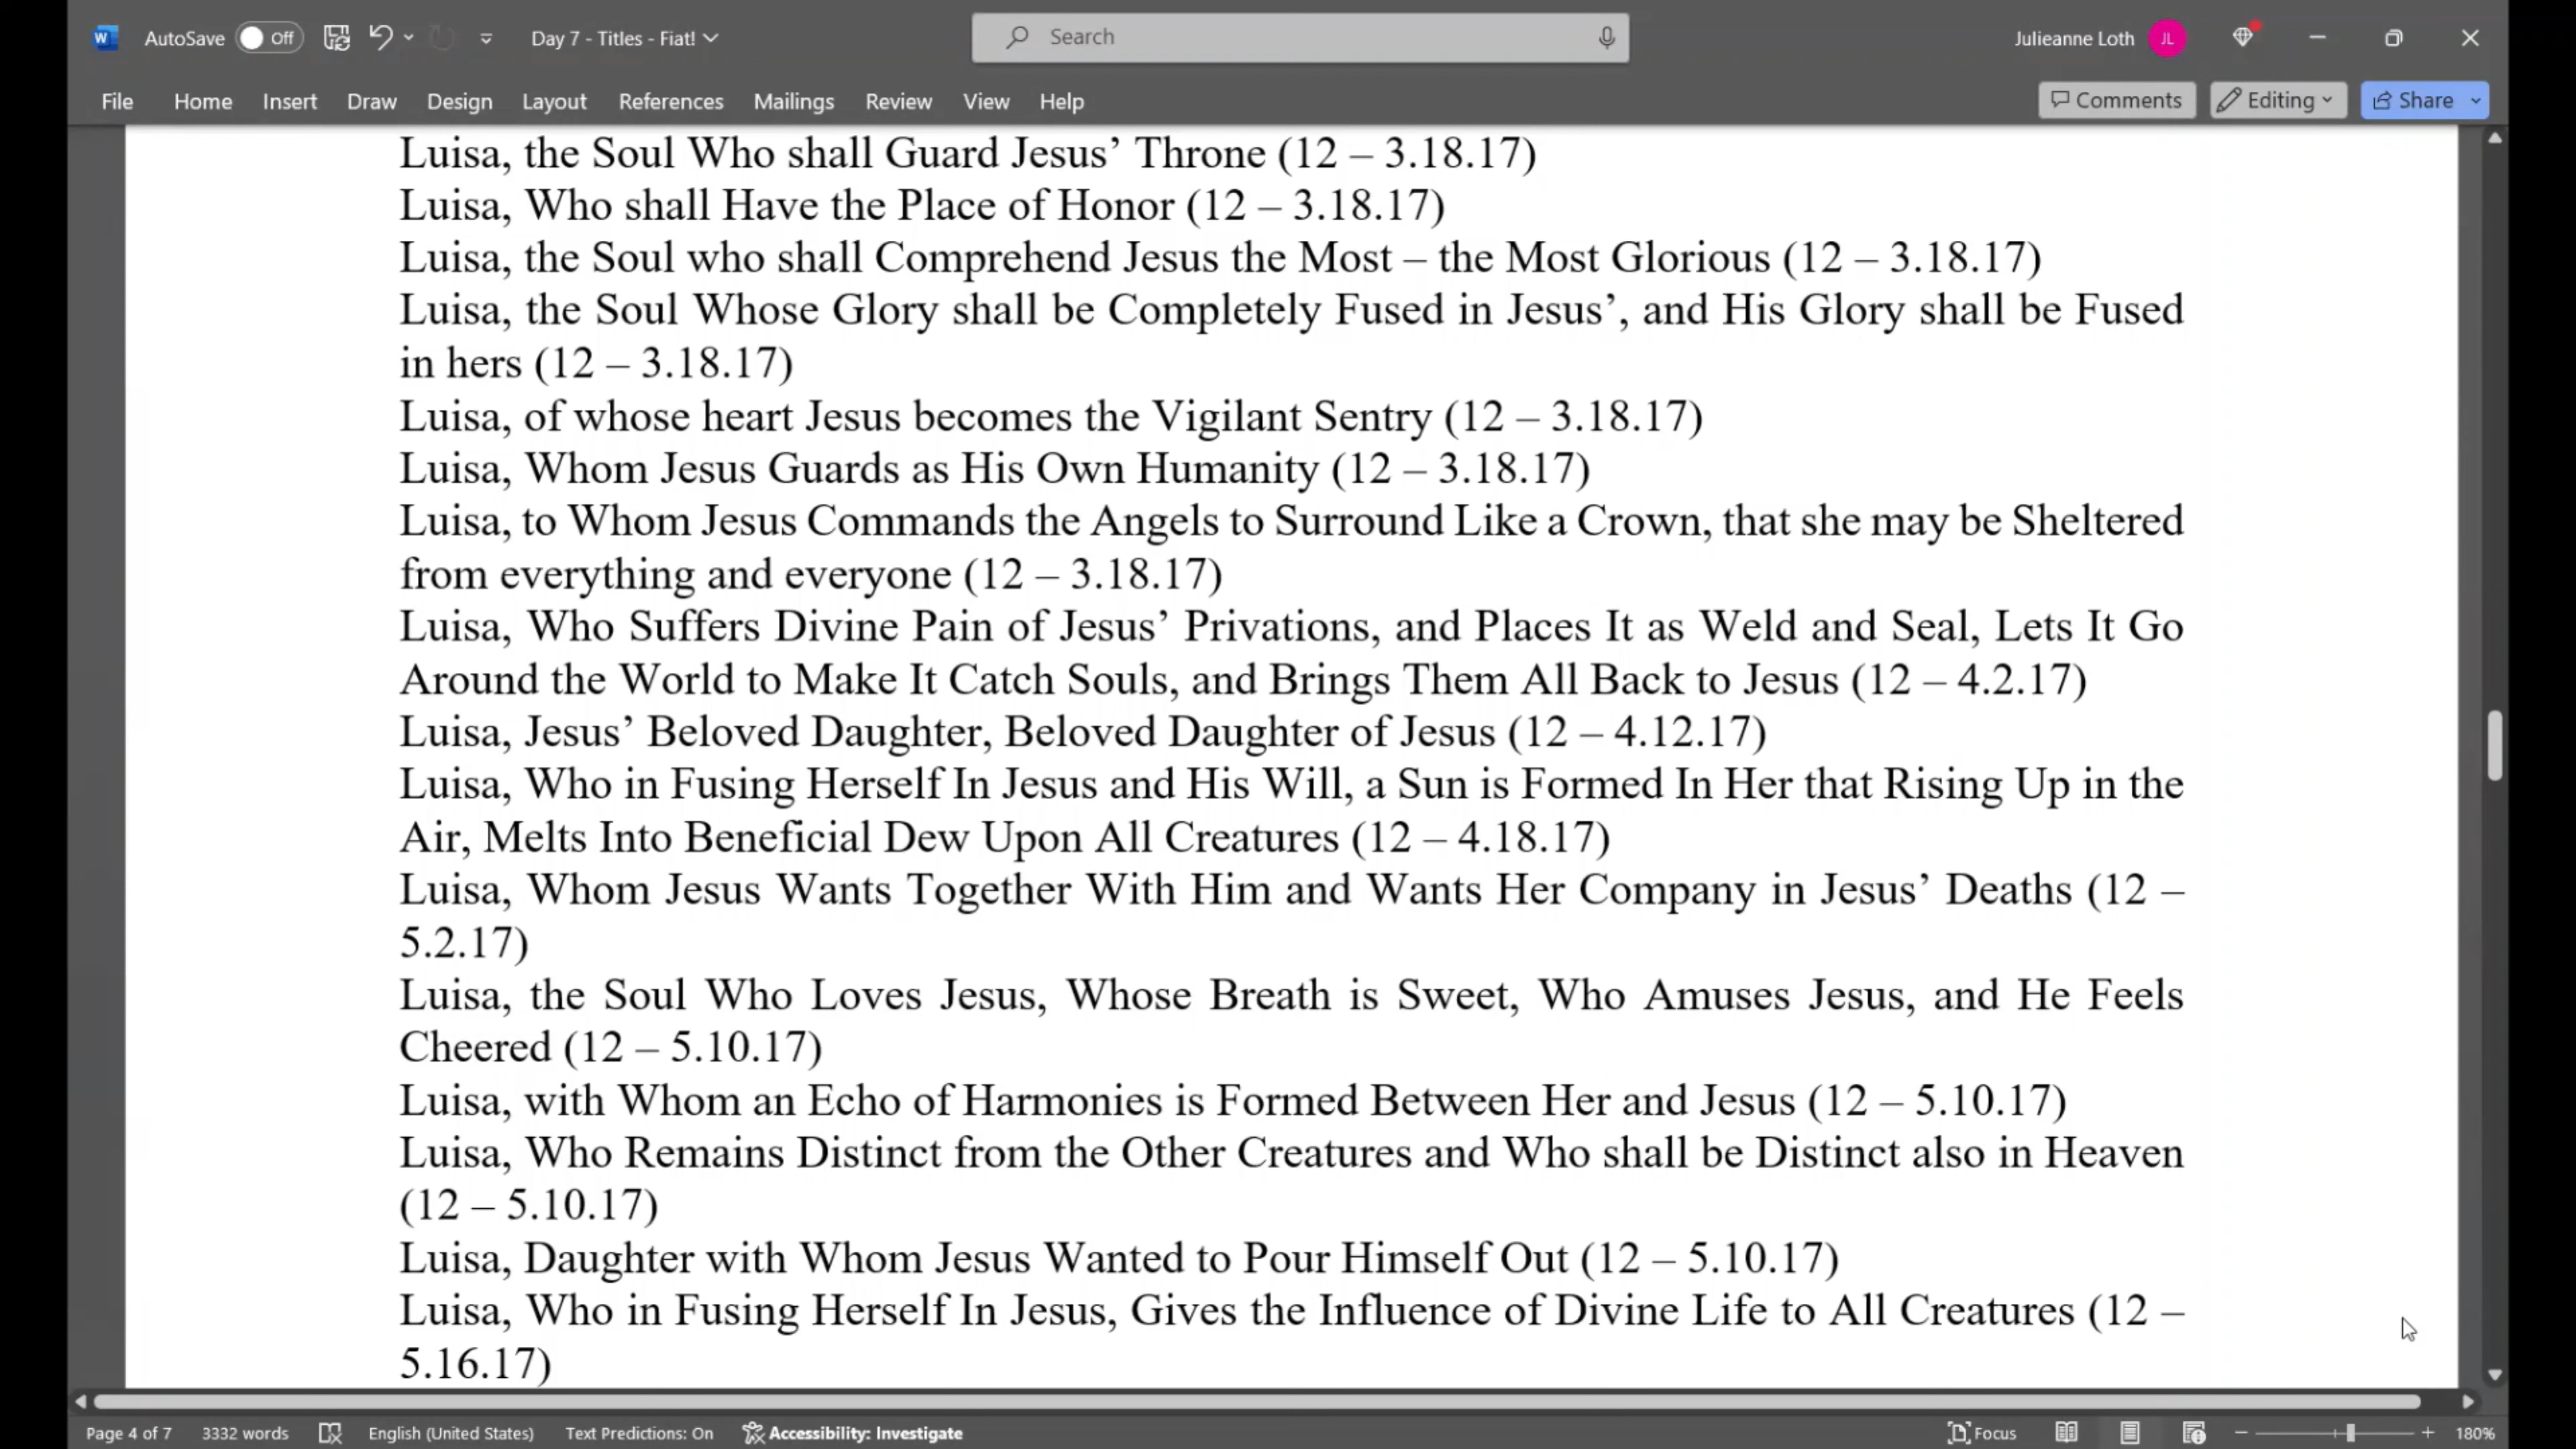 AutoSave Off Day 7 - Titles - Fiat! Search Julieanne Loth JL
File Home Insert Draw Design Layout References Mailings Review View Help Comments Editing Share
Luisa, the Soul Who shall Guard Jesus’ Throne (12 – 3.18.17)
Luisa, Who shall Have the Place of Honor (12 – 3.18.17)
Luisa, the Soul who shall Comprehend Jesus the Most – the Most Glorious (12 – 3.18.17)
Luisa, the Soul Whose Glory shall be Completely Fused in Jesus’, and His Glory shall be Fused
in hers (12 – 3.18.17)
Luisa, of whose heart Jesus becomes the Vigilant Sentry (12 – 3.18.17)
Luisa, Whom Jesus Guards as His Own Humanity (12 – 3.18.17)
Luisa, to Whom Jesus Commands the Angels to Surround Like a Crown, that she may be Sheltered
from everything and everyone (12 – 3.18.17)
Luisa, Who Suffers Divine Pain of Jesus’ Privations, and Places It as Weld and Seal, Lets It Go
Around the World to Make It Catch Souls, and Brings Them All Back to Jesus (12 – 4.2.17)
Luisa, Jesus’ Beloved Daughter, Beloved Daughter of Jesus (12 – 4.12.17)
Luisa, Who in Fusing Herself In Jesus and His Will, a Sun is Formed In Her that Rising Up in the
Air, Melts Into Beneficial Dew Upon All Creatures (12 – 4.18.17)
Luisa, Whom Jesus Wants Together With Him and Wants Her Company in Jesus’ Deaths (12 –
5.2.17)
Luisa, the Soul Who Loves Jesus, Whose Breath is Sweet, Who Amuses Jesus, and He Feels
Cheered (12 – 5.10.17)
Luisa, with Whom an Echo of Harmonies is Formed Between Her and Jesus (12 – 5.10.17)
Luisa, Who Remains Distinct from the Other Creatures and Who shall be Distinct also in Heaven
(12 – 5.10.17)
Luisa, Daughter with Whom Jesus Wanted to Pour Himself Out (12 – 5.10.17)
Luisa, Who in Fusing Herself In Jesus, Gives the Influence of Divine Life to All Creatures (12 –
5.16.17)
Page 4 of 7 3332 words English (United States) Text Predictions: On Accessibility: Investigate Focus 180%